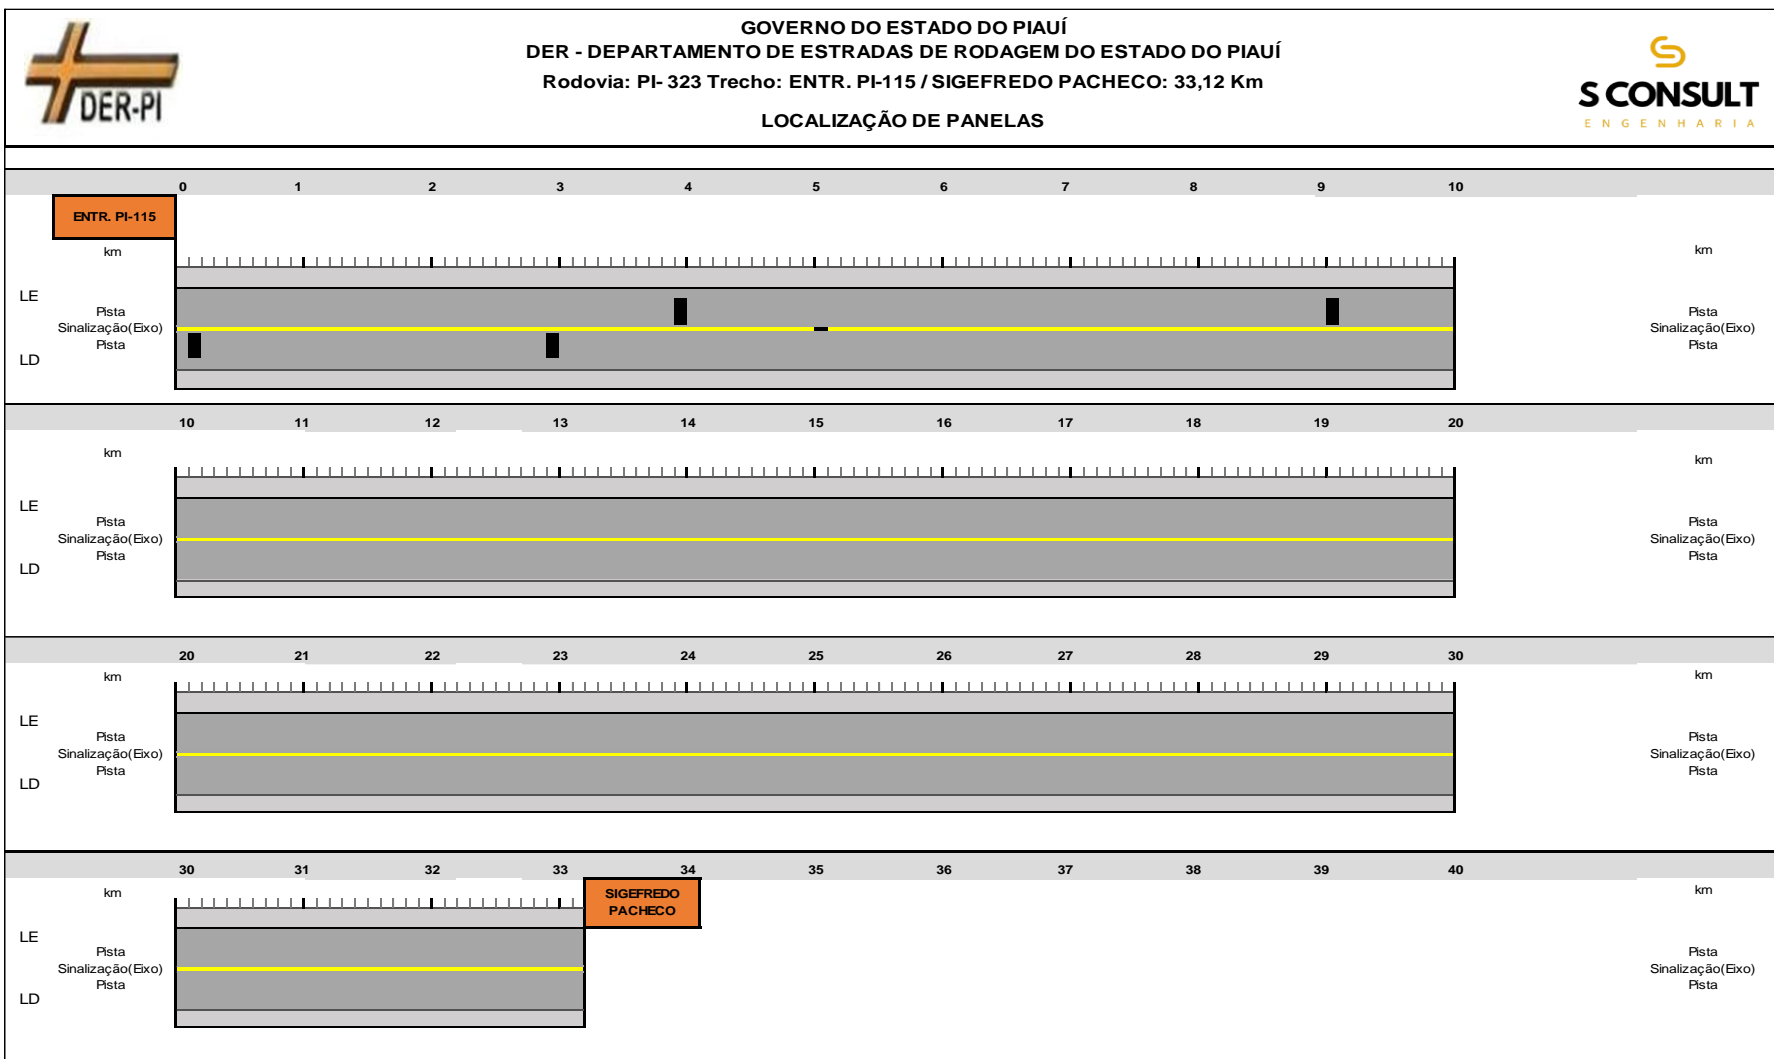 GOVERNO DO ESTADO DO PIAUÍ
DER - DEPARTAMENTO DE ESTRADAS DE RODAGEM DO ESTADO DO PIAUÍ
Rodovia: PI- 323 Trecho: ENTR. PI-115 / SIGEFREDO PACHECO: 33,12 Km
LOCALIZAÇÃO DE PANELAS
DER-PI
S CONSULT
ENGENHARIA
0 1 2 3 4 5 6 7 8 9 10
ENTR. PI-115
km km
LE
Pista Pista
Sinalização(Eixo) Sinalização(Eixo)
Pista Pista
LD
10 11 12 13 14 15 16 17 18 19 20
km km
LE
Pista Pista
Sinalização(Eixo) Sinalização(Eixo)
Pista Pista
LD
20 21 22 23 24 25 26 27 28 29 30
km km
LE
Pista Pista
Sinalização(Eixo) Sinalização(Eixo)
Pista Pista
LD
30 31 32 33 34 35 36 37 38 39 40
km km
SIGEFREDO
PACHECO
LE
Pista Pista
Sinalização(Eixo) Sinalização(Eixo)
Pista Pista
LD